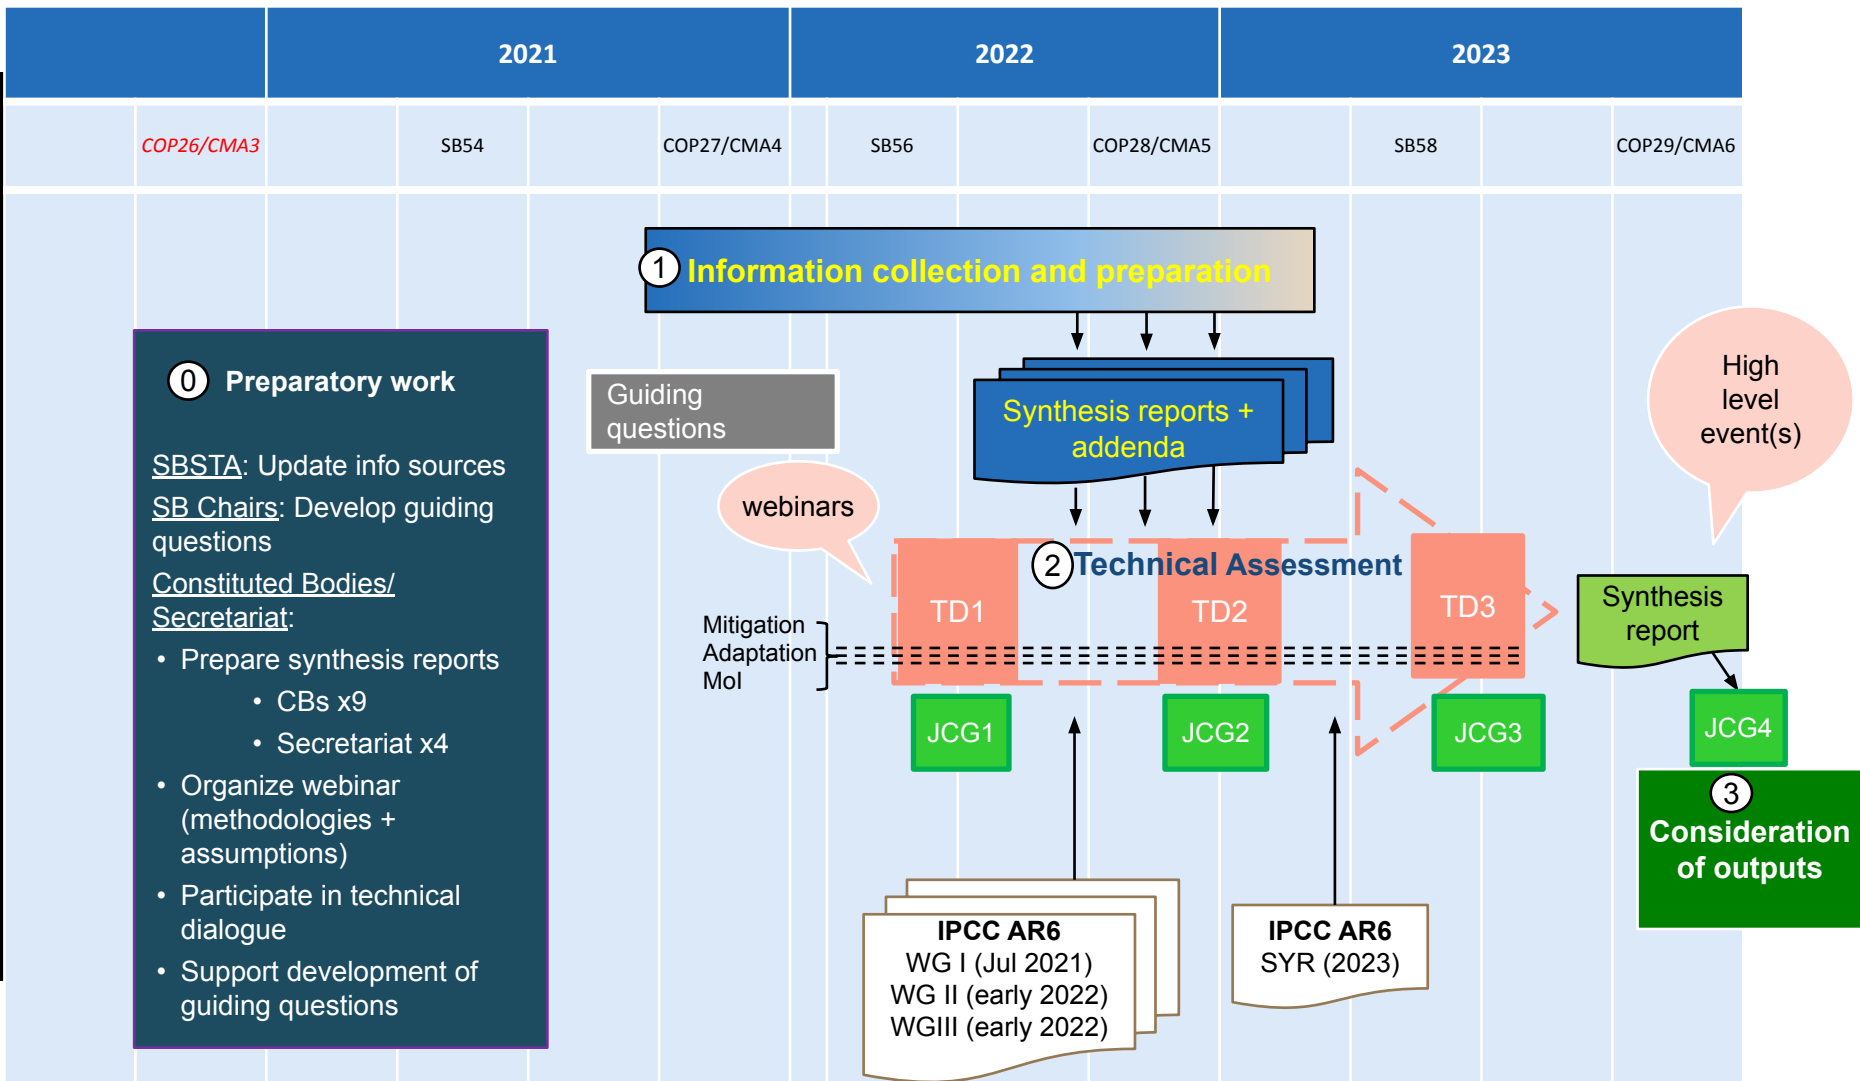 2021
2022
2023
COP26/CMA3
SB54
COP27/CMA4
SB56
COP28/CMA5
SB58
COP29/CMA6
1
Information collection and preparation
0
Preparatory work
SBSTA: Update info sources
SB Chairs: Develop guiding
questions
Constituted Bodies/
Secretariat:
• Prepare synthesis reports
• CBs x9
• Secretariat x4
• Organize webinar
(methodologies +
assumptions)
• Participate in technical
dialogue
• Support development of
guiding questions
Guiding
questions
Synthesis reports +
addenda
High
level
event(s)
webinars
2
Technical Assessment
TD1
TD2
TD3
Mitigation
Adaptation
MoI
Synthesis
report
JCG1
JCG2
JCG3
JCG4
3
Consideration
of outputs
IPCC AR6
WG I (Jul 2021)
WG II (early 2022)
WGIII (early 2022)
IPCC AR6
SYR (2023)